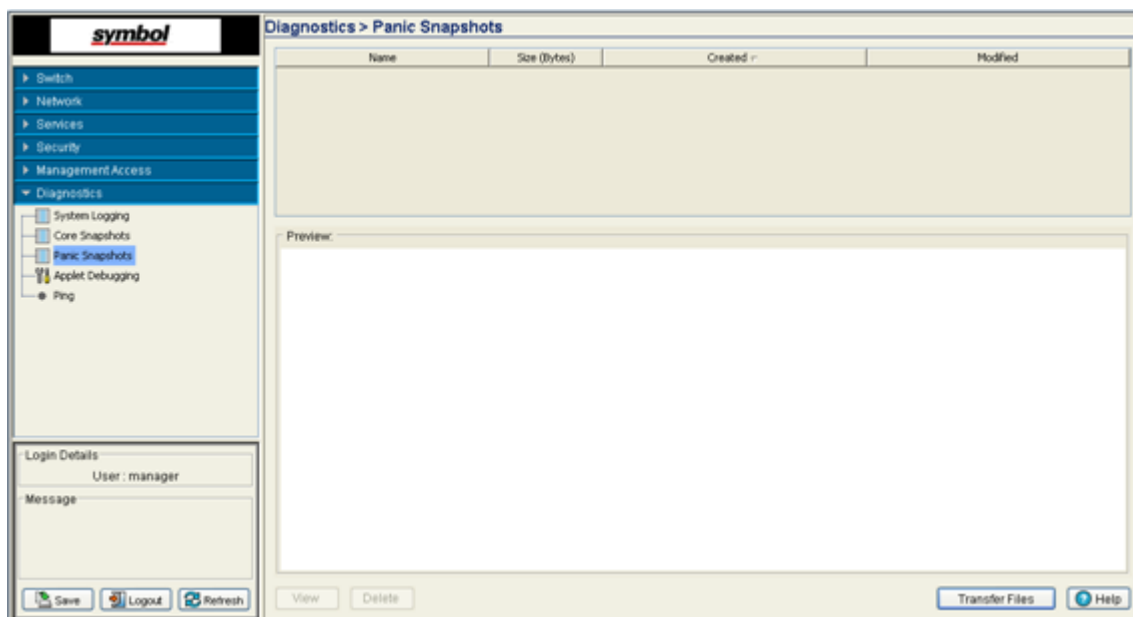 symbol
Switch
Network
Services
Security
Management Access
Diagnostics
System Logging
Core Snapshots
Panic Snapshots
Applet Debugging
Ping
Login Details
User : manager
Message
Save Logout Refresh
Diagnostics > Panic Snapshots
Name Size (Bytes) Created Modified
Preview:
View Delete Transfer Files Help